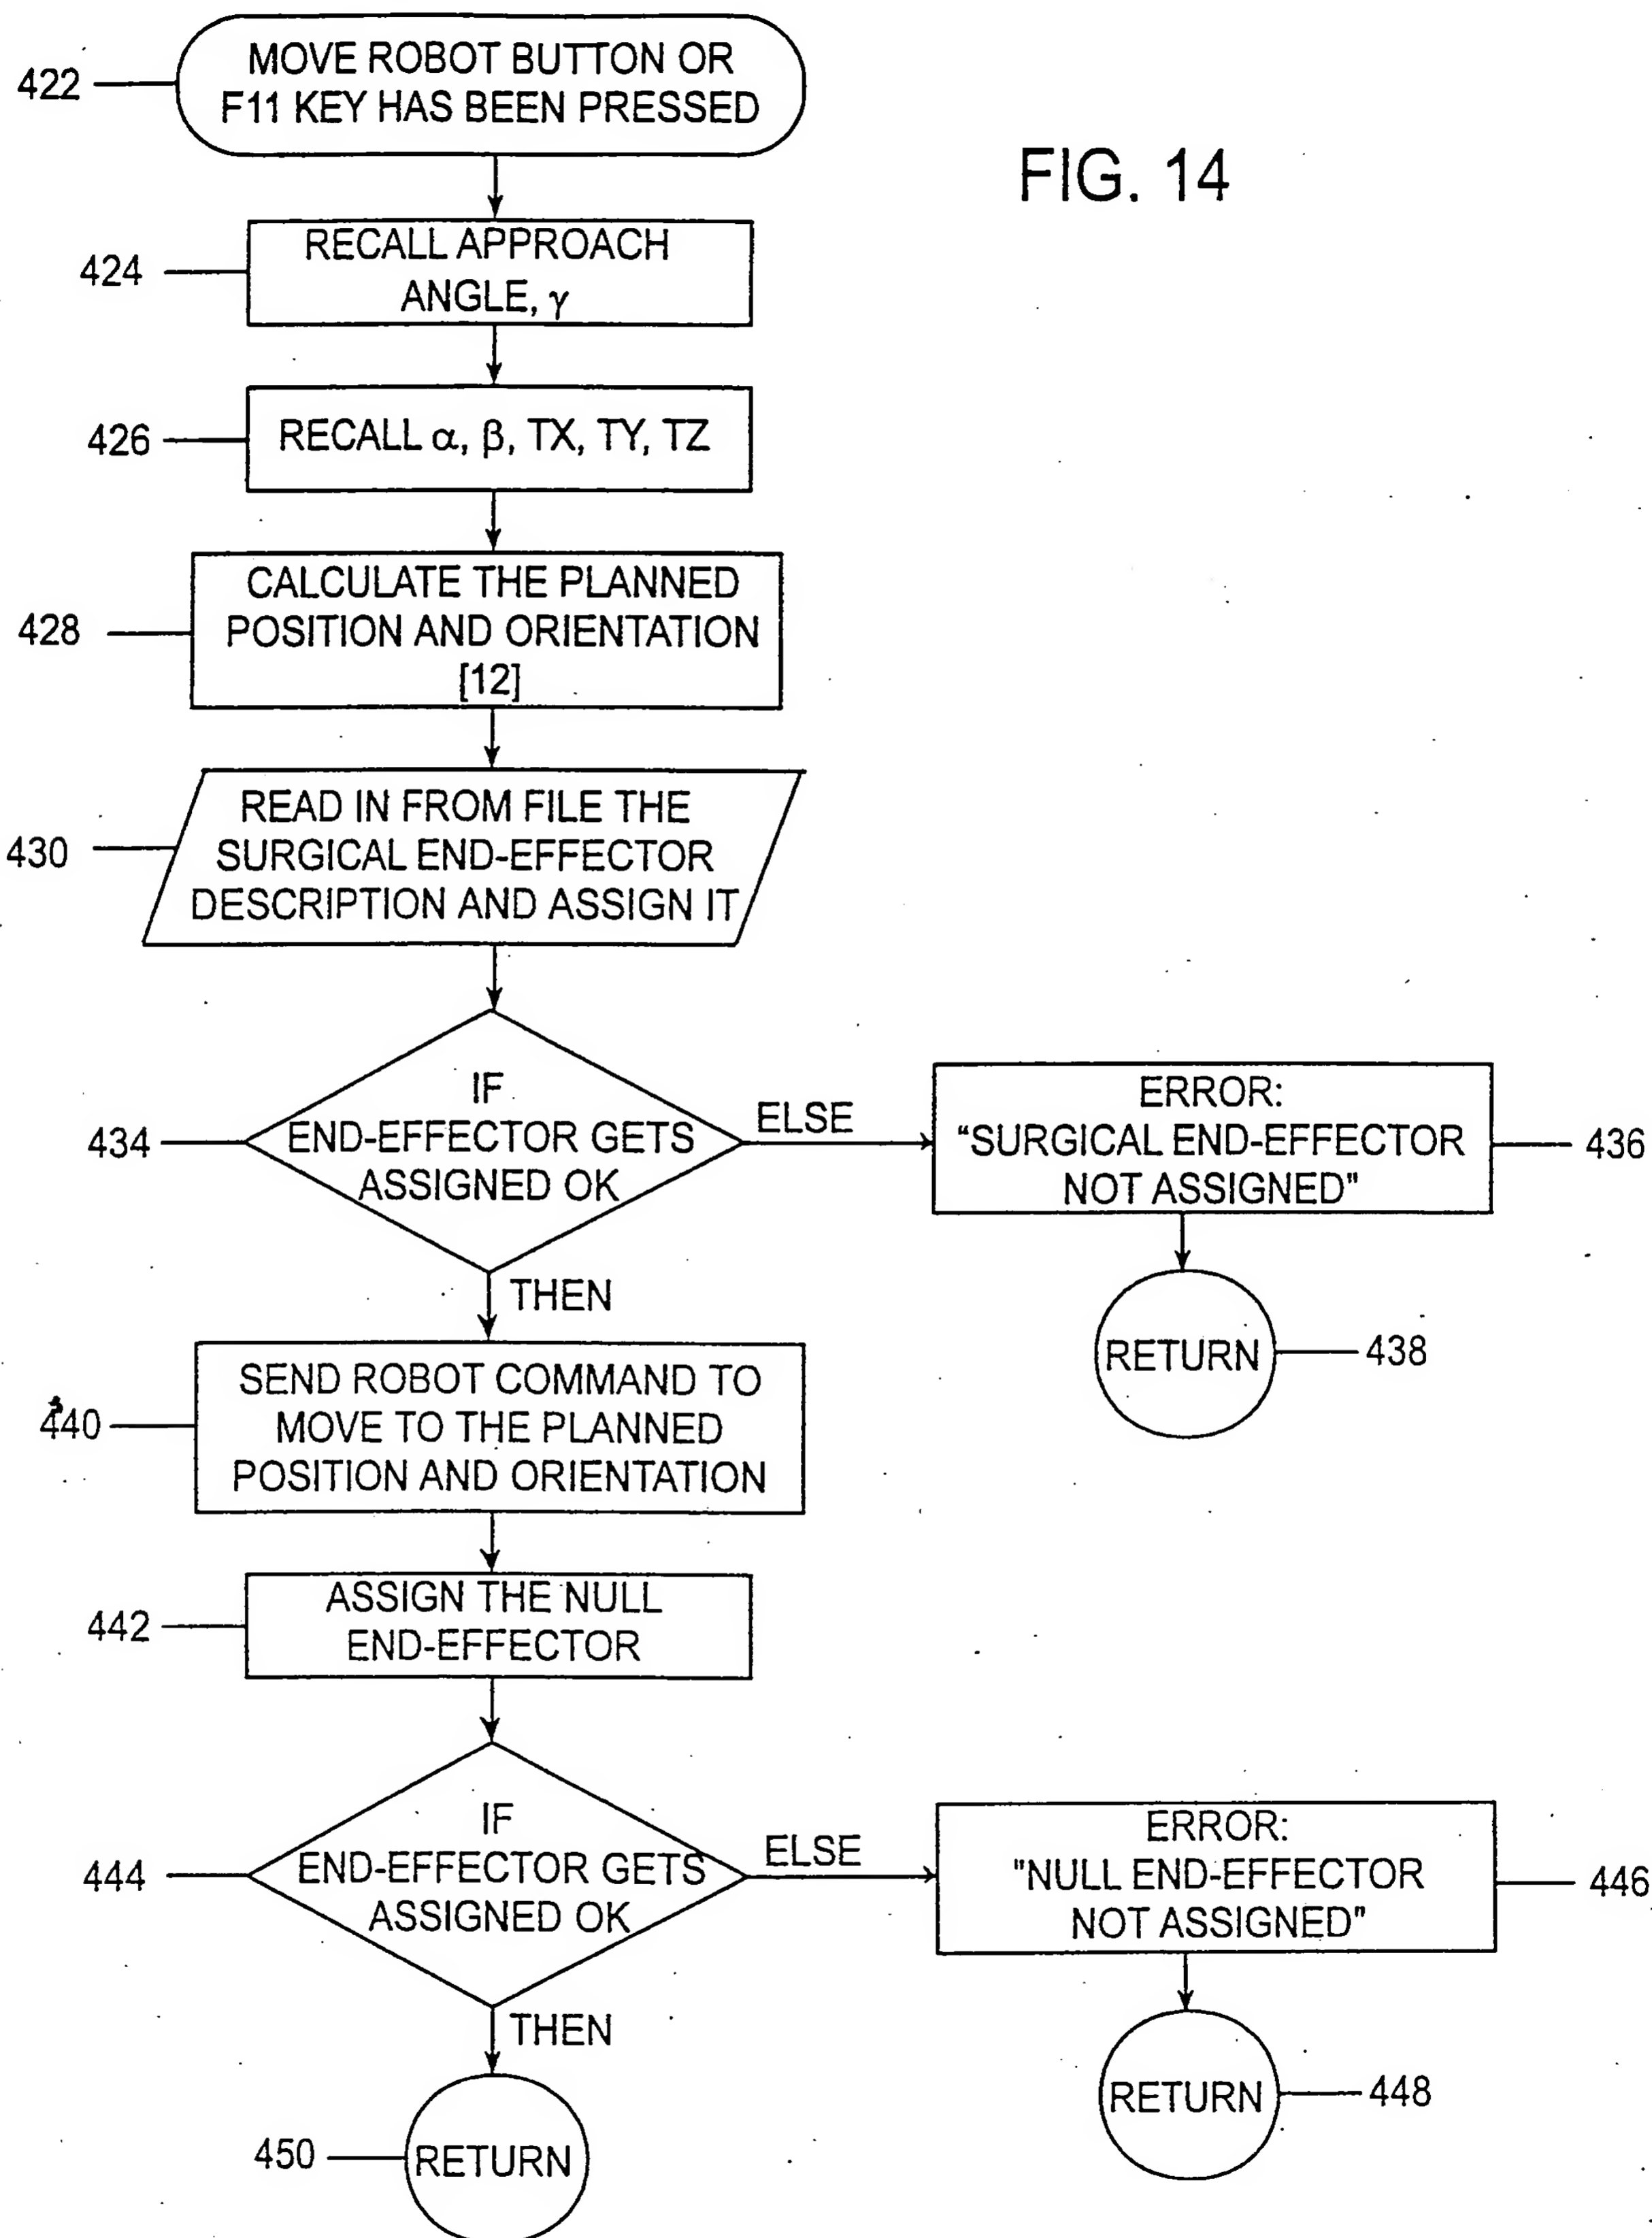 422
MOVE ROBOT BUTTON OR
F11 KEY HAS BEEN PRESSED
FIG. 14
424
RECALL APPROACH
ANGLE, γ
426
RECALL α, β, TX, TY, TZ
428
CALCULATE THE PLANNED
POSITION AND ORIENTATION
[12]
430
READ IN FROM FILE THE
SURGICAL END-EFFECTOR
DESCRIPTION AND ASSIGN IT
434
IF
END-EFFECTOR GETS
ASSIGNED OK
ELSE
ERROR:
“SURGICAL END-EFFECTOR
NOT ASSIGNED"
436
RETURN
438
THEN
440
SEND ROBOT COMMAND TO
MOVE TO THE PLANNED
POSITION AND ORIENTATION
442
ASSIGN THE NULL
END-EFFECTOR
444
IF
END-EFFECTOR GETS
ASSIGNED OK
ELSE
ERROR:
"NULL END-EFFECTOR
NOT ASSIGNED"
446
RETURN
448
THEN
450
RETURN